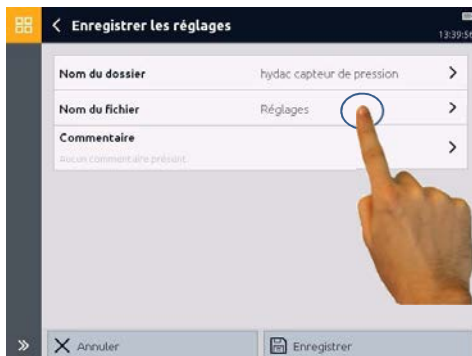 Enregistrer les réglages
13:39:56
Nom du dossier hydac capteur de pression
Nom du fichier Réglages
Commentaire
Aucun commentaire présent.
Annuler Enregistrer